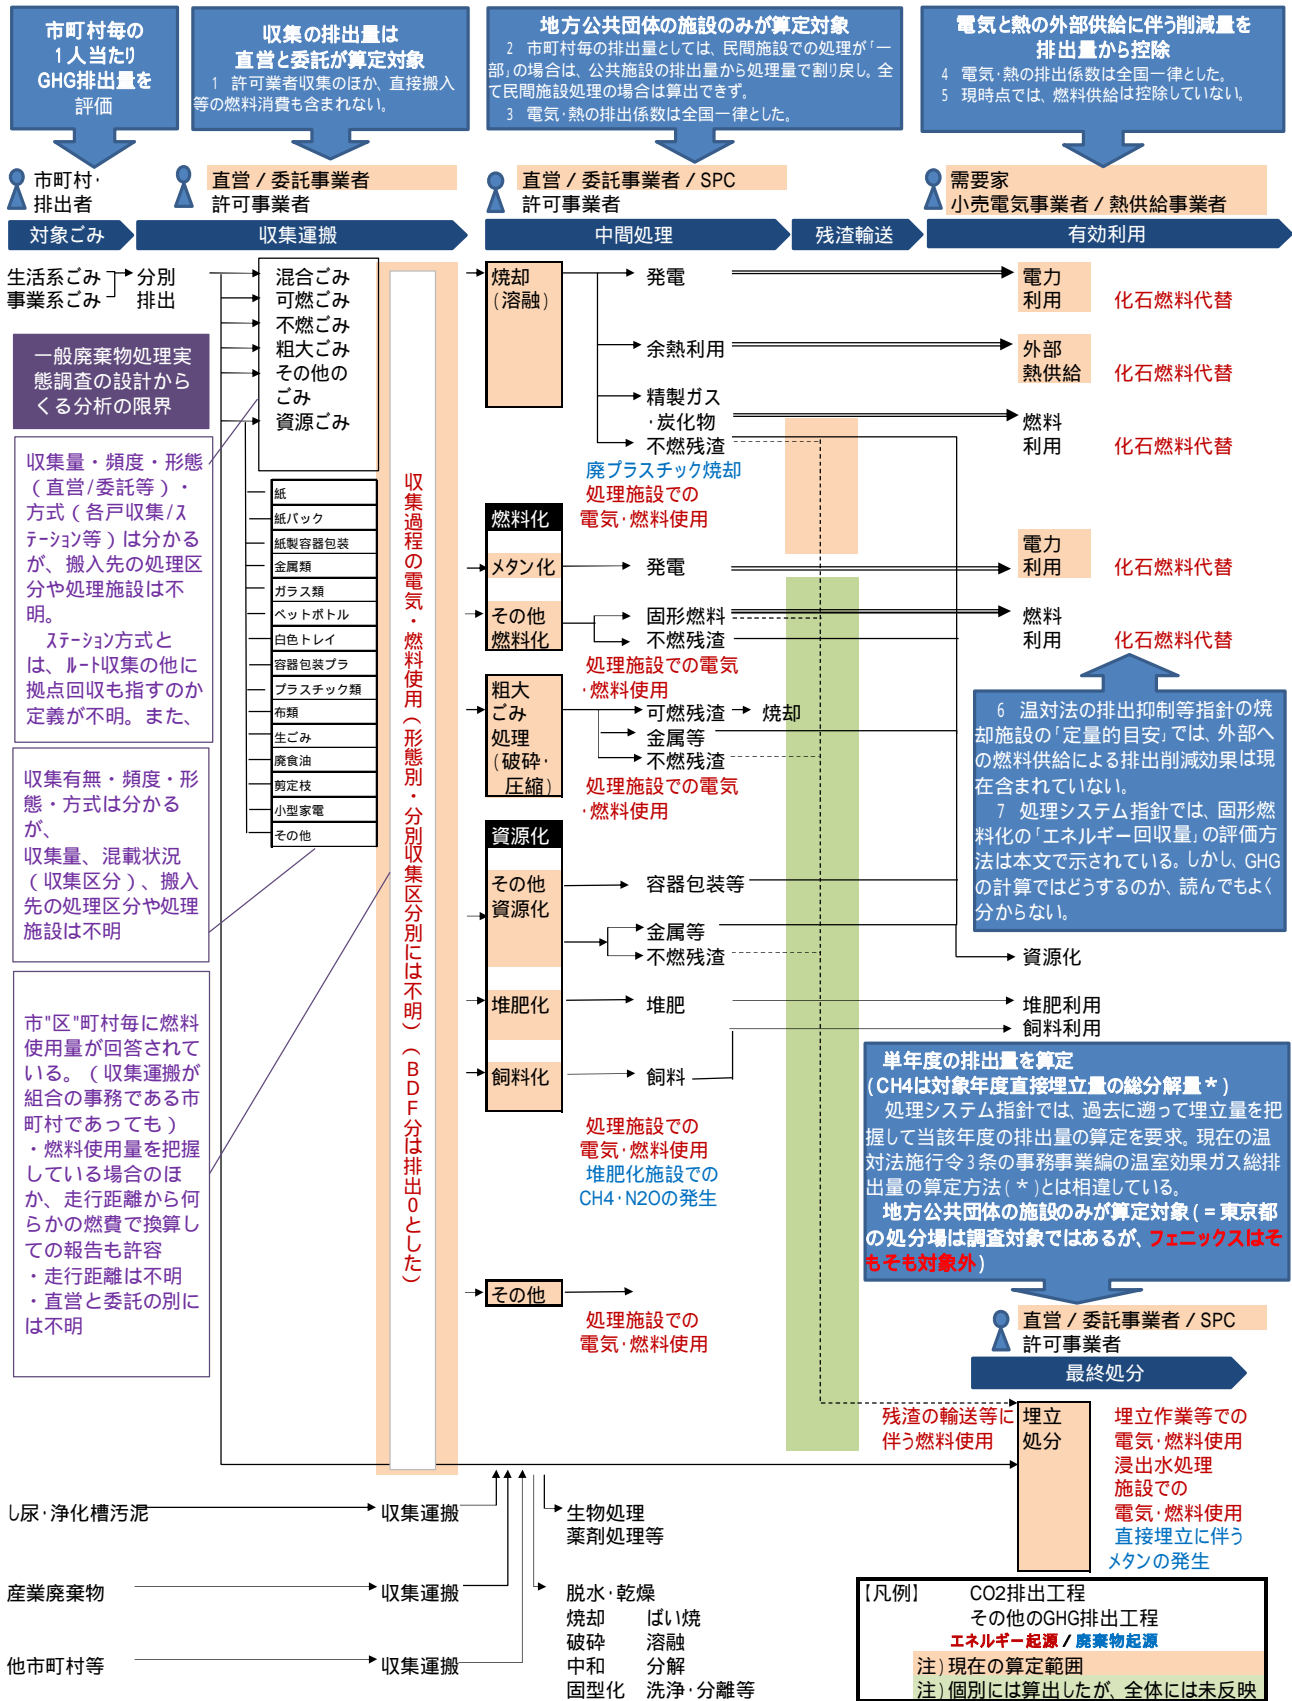 市町村毎の
1人当たり
GHG排出量を
評価
収集の排出量は
直営と委託が算定対象
1 許可業者収集のほか、直接搬入
等の燃料消費も含まれない。
地方公共団体の施設のみが算定対象
2 市町村毎の排出量としては、民間施設での処理が「一
部」の場合は、公共施設の排出量から処理量で割り戻し。全
て民間施設処理の場合は算出できず。
3 電気・熱の排出係数は全国一律とした。
電気と熱の外部供給に伴う削減量を
排出量から控除
4 電気・熱の排出係数は全国一律とした。
5 現時点では、燃料供給は控除していない。
市町村・
排出者
直営/委託事業者
許可事業者
直営/委託事業者/SPC
許可事業者
需要家
小売電気事業者/熱供給事業者
対象ごみ
収集運搬
中間処理
残渣輸送
有効利用
生活系ごみ
事業系ごみ
分別
排出
混合ごみ
可燃ごみ
不燃ごみ
粗大ごみ
その他の
ごみ
資源ごみ
一般廃棄物処理実
態調査の設計から
くる分析の限界
収集量・頻度・形態
(直営/委託等)・
方式(各戸収集/ス
テーション等)は分かる
が、搬入先の処理区
分や処理施設は不
明。
ステーション方式と
は、ルート収集の他に
拠点回収も指すのか
定義が不明。また、
収集有無・頻度・形
態・方式は分かる
が、
収集量、混載状況
(収集区分)、搬入
先の処理区分や処理
施設は不明
市"区"町村毎に燃料
使用量が回答されて
いる。(収集運搬が
組合の事務である市
町村であっても)
・燃料使用量を把握
している場合のほ
か、走行距離から何
らかの燃費で換算し
ての報告も許容
・走行距離は不明
・直営と委託の別に
は不明
紙
紙パック
紙製容器包装
金属類
ガラス類
ペットボトル
白色トレイ
容器包装プラ
プラスチック類
布類
生ごみ
廃食油
剪定枝
小型家電
その他
収集過程の電気・燃料使用(形態別・分別収集区分別には不明)(BDF分は排出0とした)
焼却
(溶融)
発電
余熱利用
精製ガス
・炭化物
不燃残渣
廃プラスチック焼却
処理施設での
電気・燃料使用
燃料化
メタン化
発電
その他
燃料化
固形燃料
不燃残渣
処理施設での電気
・燃料使用
粗大
ごみ
処理
(破砕・
圧縮)
可燃残渣
焼却
金属等
不燃残渣
処理施設での電気
・燃料使用
資源化
その他
資源化
容器包装等
金属等
不燃残渣
堆肥化
堆肥
飼料化
飼料
処理施設での
電気・燃料使用
堆肥化施設での
CH4・N2Oの発生
その他
処理施設での
電気・燃料使用
電力
利用
化石燃料代替
外部
熱供給
化石燃料代替
燃料
利用
化石燃料代替
電力
利用
化石燃料代替
燃料
利用
化石燃料代替
6 温対法の排出抑制等指針の焼
却施設の「定量的目安」では、外部へ
の燃料供給による排出削減効果は現
在含まれていない。
7 処理システム指針では、固形燃
料化の「エネルギー回収量」の評価方
法は本文で示されている。しかし、GHG
の計算ではどうするのか、読んでもよく
分からない。
資源化
堆肥利用
飼料利用
単年度の排出量を算定
(CH4は対象年度直接埋立量の総分解量*)
処理システム指針では、過去に遡って埋立量を把
握して当該年度の排出量の算定を要求。現在の温
対法施行令3条の事務事業編の温室効果ガス総排
出量の算定方法(*)とは相違している。
地方公共団体の施設のみが算定対象(=東京都
の処分場は調査対象ではあるが、フェニックスはそ
もそも対象外)
直営/委託事業者/SPC
許可事業者
最終処分
残渣の輸送等に
伴う燃料使用
埋立
処分
埋立作業等での
電気・燃料使用
浸出水処理
施設での
電気・燃料使用
直接埋立に伴う
メタンの発生
し尿・浄化槽汚泥
収集運搬
生物処理
薬剤処理等
産業廃棄物
収集運搬
脱水・乾燥
焼却 ばい焼
破砕 溶融
中和 分解
固型化 洗浄・分離等
他市町村等
収集運搬
【凡例】 CO2排出工程
その他のGHG排出工程
エネルギー起源/廃棄物起源
注)現在の算定範囲
注)個別には算出したが、全体には未反映